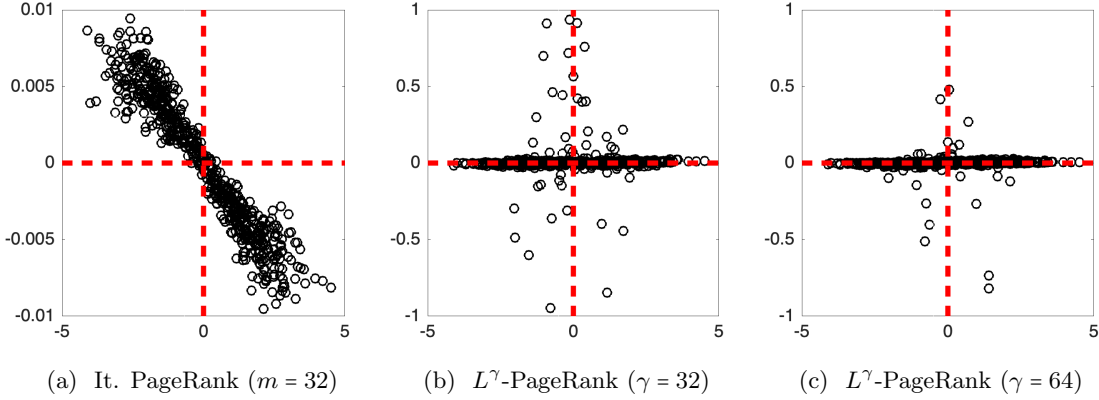 0.01
0.005
0
-0.005
-0.01
-5 0 5
1
0.5
0
-0.5
-1
-5 0 5
1
0.5
0
-0.5
-1
-5 0 5
(a) It. PageRank (m = 32)
(b) L^γ-PageRank (γ = 32)
(c) L^γ-PageRank (γ = 64)